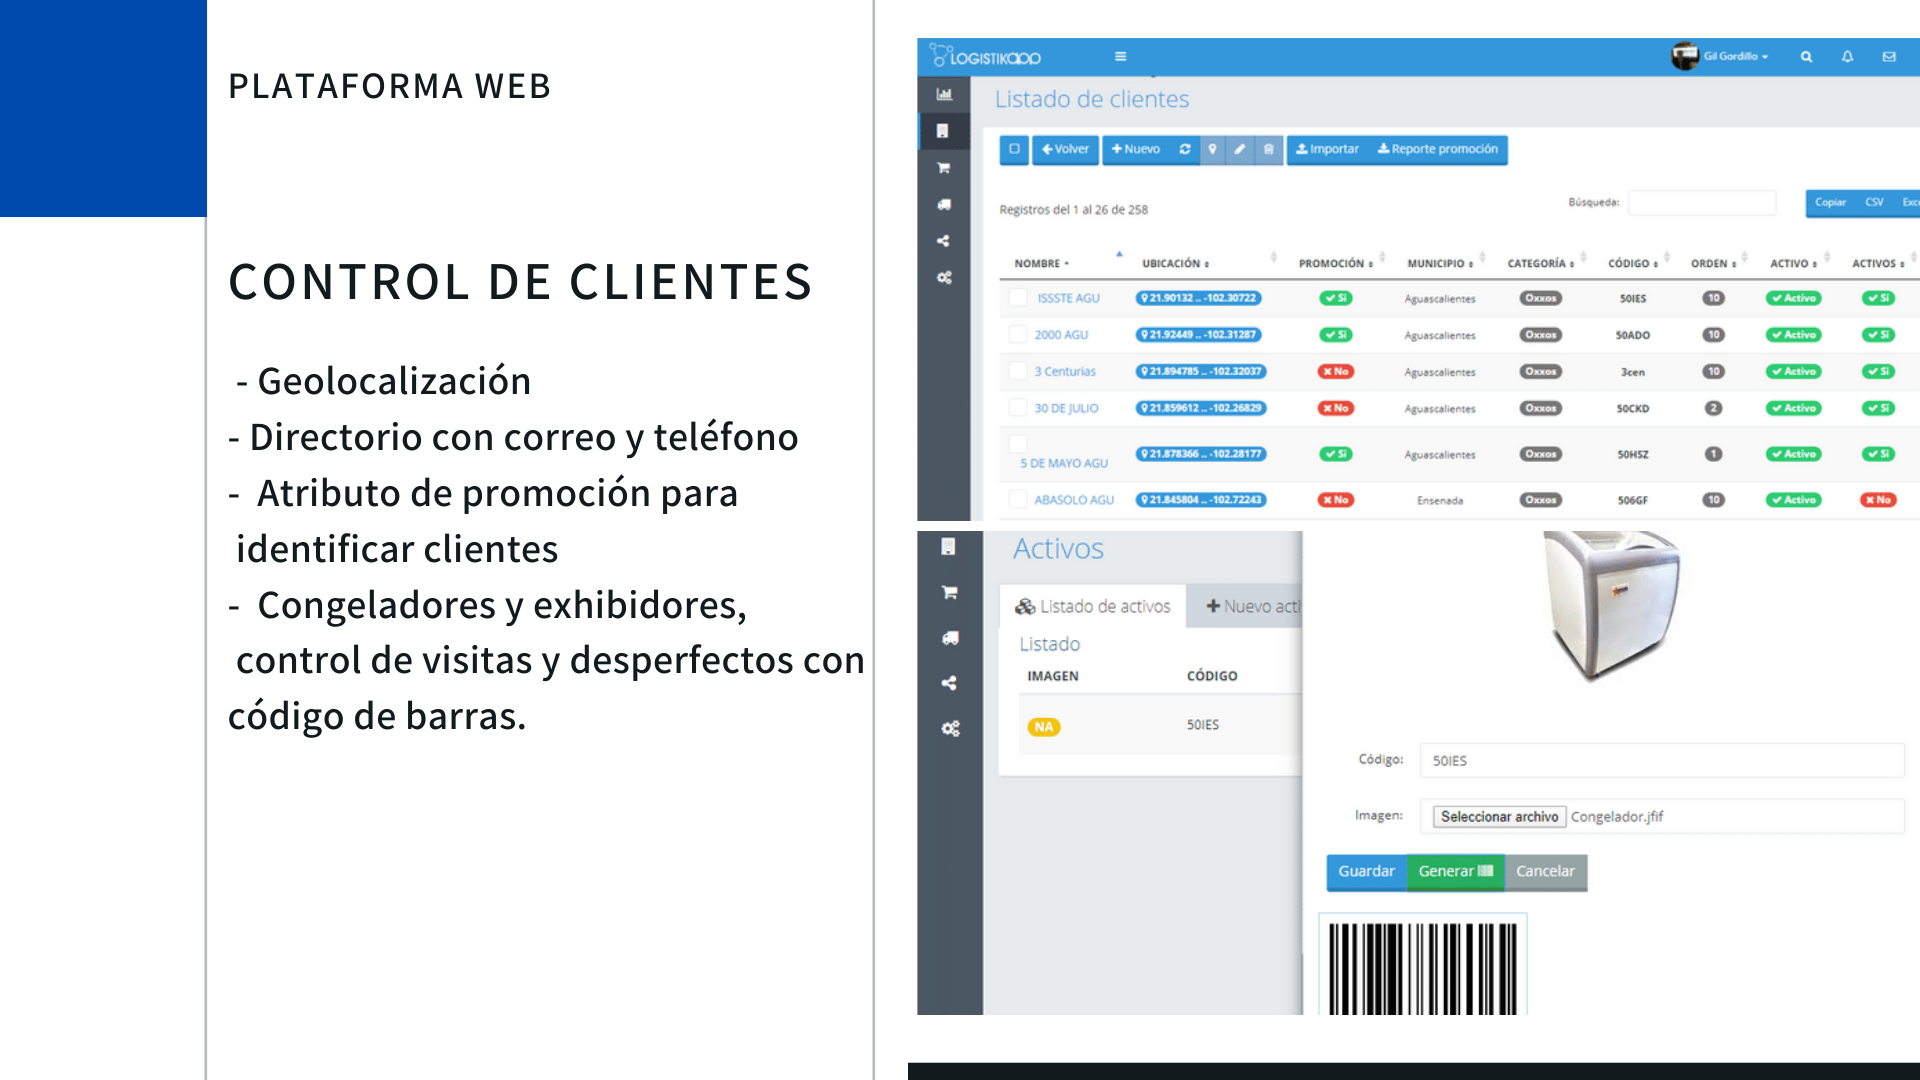 PLATAFORMA WEB
CONTROL DE CLIENTES
- Geolocalización
- Directorio con correo y teléfono
- Atributo de promoción para
identificar clientes
- Congeladores y exhibidores,
control de visitas y desperfectos con
código de barras.
LOGISTIKapp
Gil Gordillo
Listado de clientes
Volver Nuevo Importar Reporte promoción
Registros del 1 al 26 de 258
Búsqueda:
Copiar CSV
NOMBRE UBICACIÓN PROMOCIÓN MUNICIPIO CATEGORÍA CÓDIGO ORDEN ACTIVO ACTIVOS
ISSSTE AGU 21.90132 .. -102.30722 Si Aguascalientes Oxxos 50IES 10 Activo Si
2000 AGU 21.92449 .. -102.31287 Si Aguascalientes Oxxos 50ADO 10 Activo Si
3 Centurias 21.894785 .. -102.32037 No Aguascalientes Oxxos 3cen 10 Activo Si
30 DE JULIO 21.859612 .. -102.26829 No Aguascalientes Oxxos 50CKD 2 Activo Si
5 DE MAYO AGU 21.878366 .. -102.28177 Si Aguascalientes Oxxos 50HSZ 1 Activo Si
ABASOLO AGU 21.845804 .. -102.72243 No Ensenada Oxxos 506GF 10 Activo No
Activos
Listado de activos Nuevo acti
Listado
IMAGEN CÓDIGO
NA 50IES
Código: 50IES
Imagen: Seleccionar archivo Congelador.jfif
Guardar Generar Cancelar